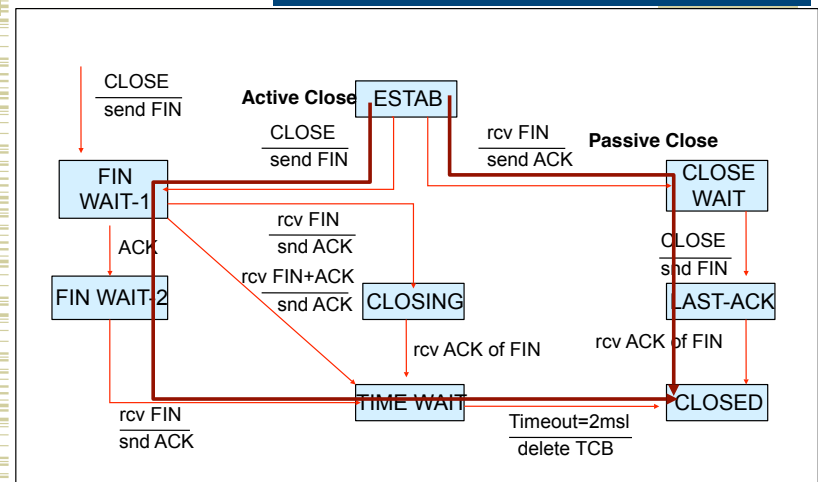 CLOSE
send FIN
Active Close
ESTAB
CLOSE
send FIN
rcv FIN
send ACK
Passive Close
FIN
WAIT-1
CLOSE
WAIT
rcv FIN
snd ACK
ACK
CLOSE
snd FIN
rcv FIN+ACK
snd ACK
FIN WAIT-2
CLOSING
LAST-ACK
rcv ACK of FIN
rcv ACK of FIN
TIME WAIT
CLOSED
rcv FIN
snd ACK
Timeout=2msl
delete TCB